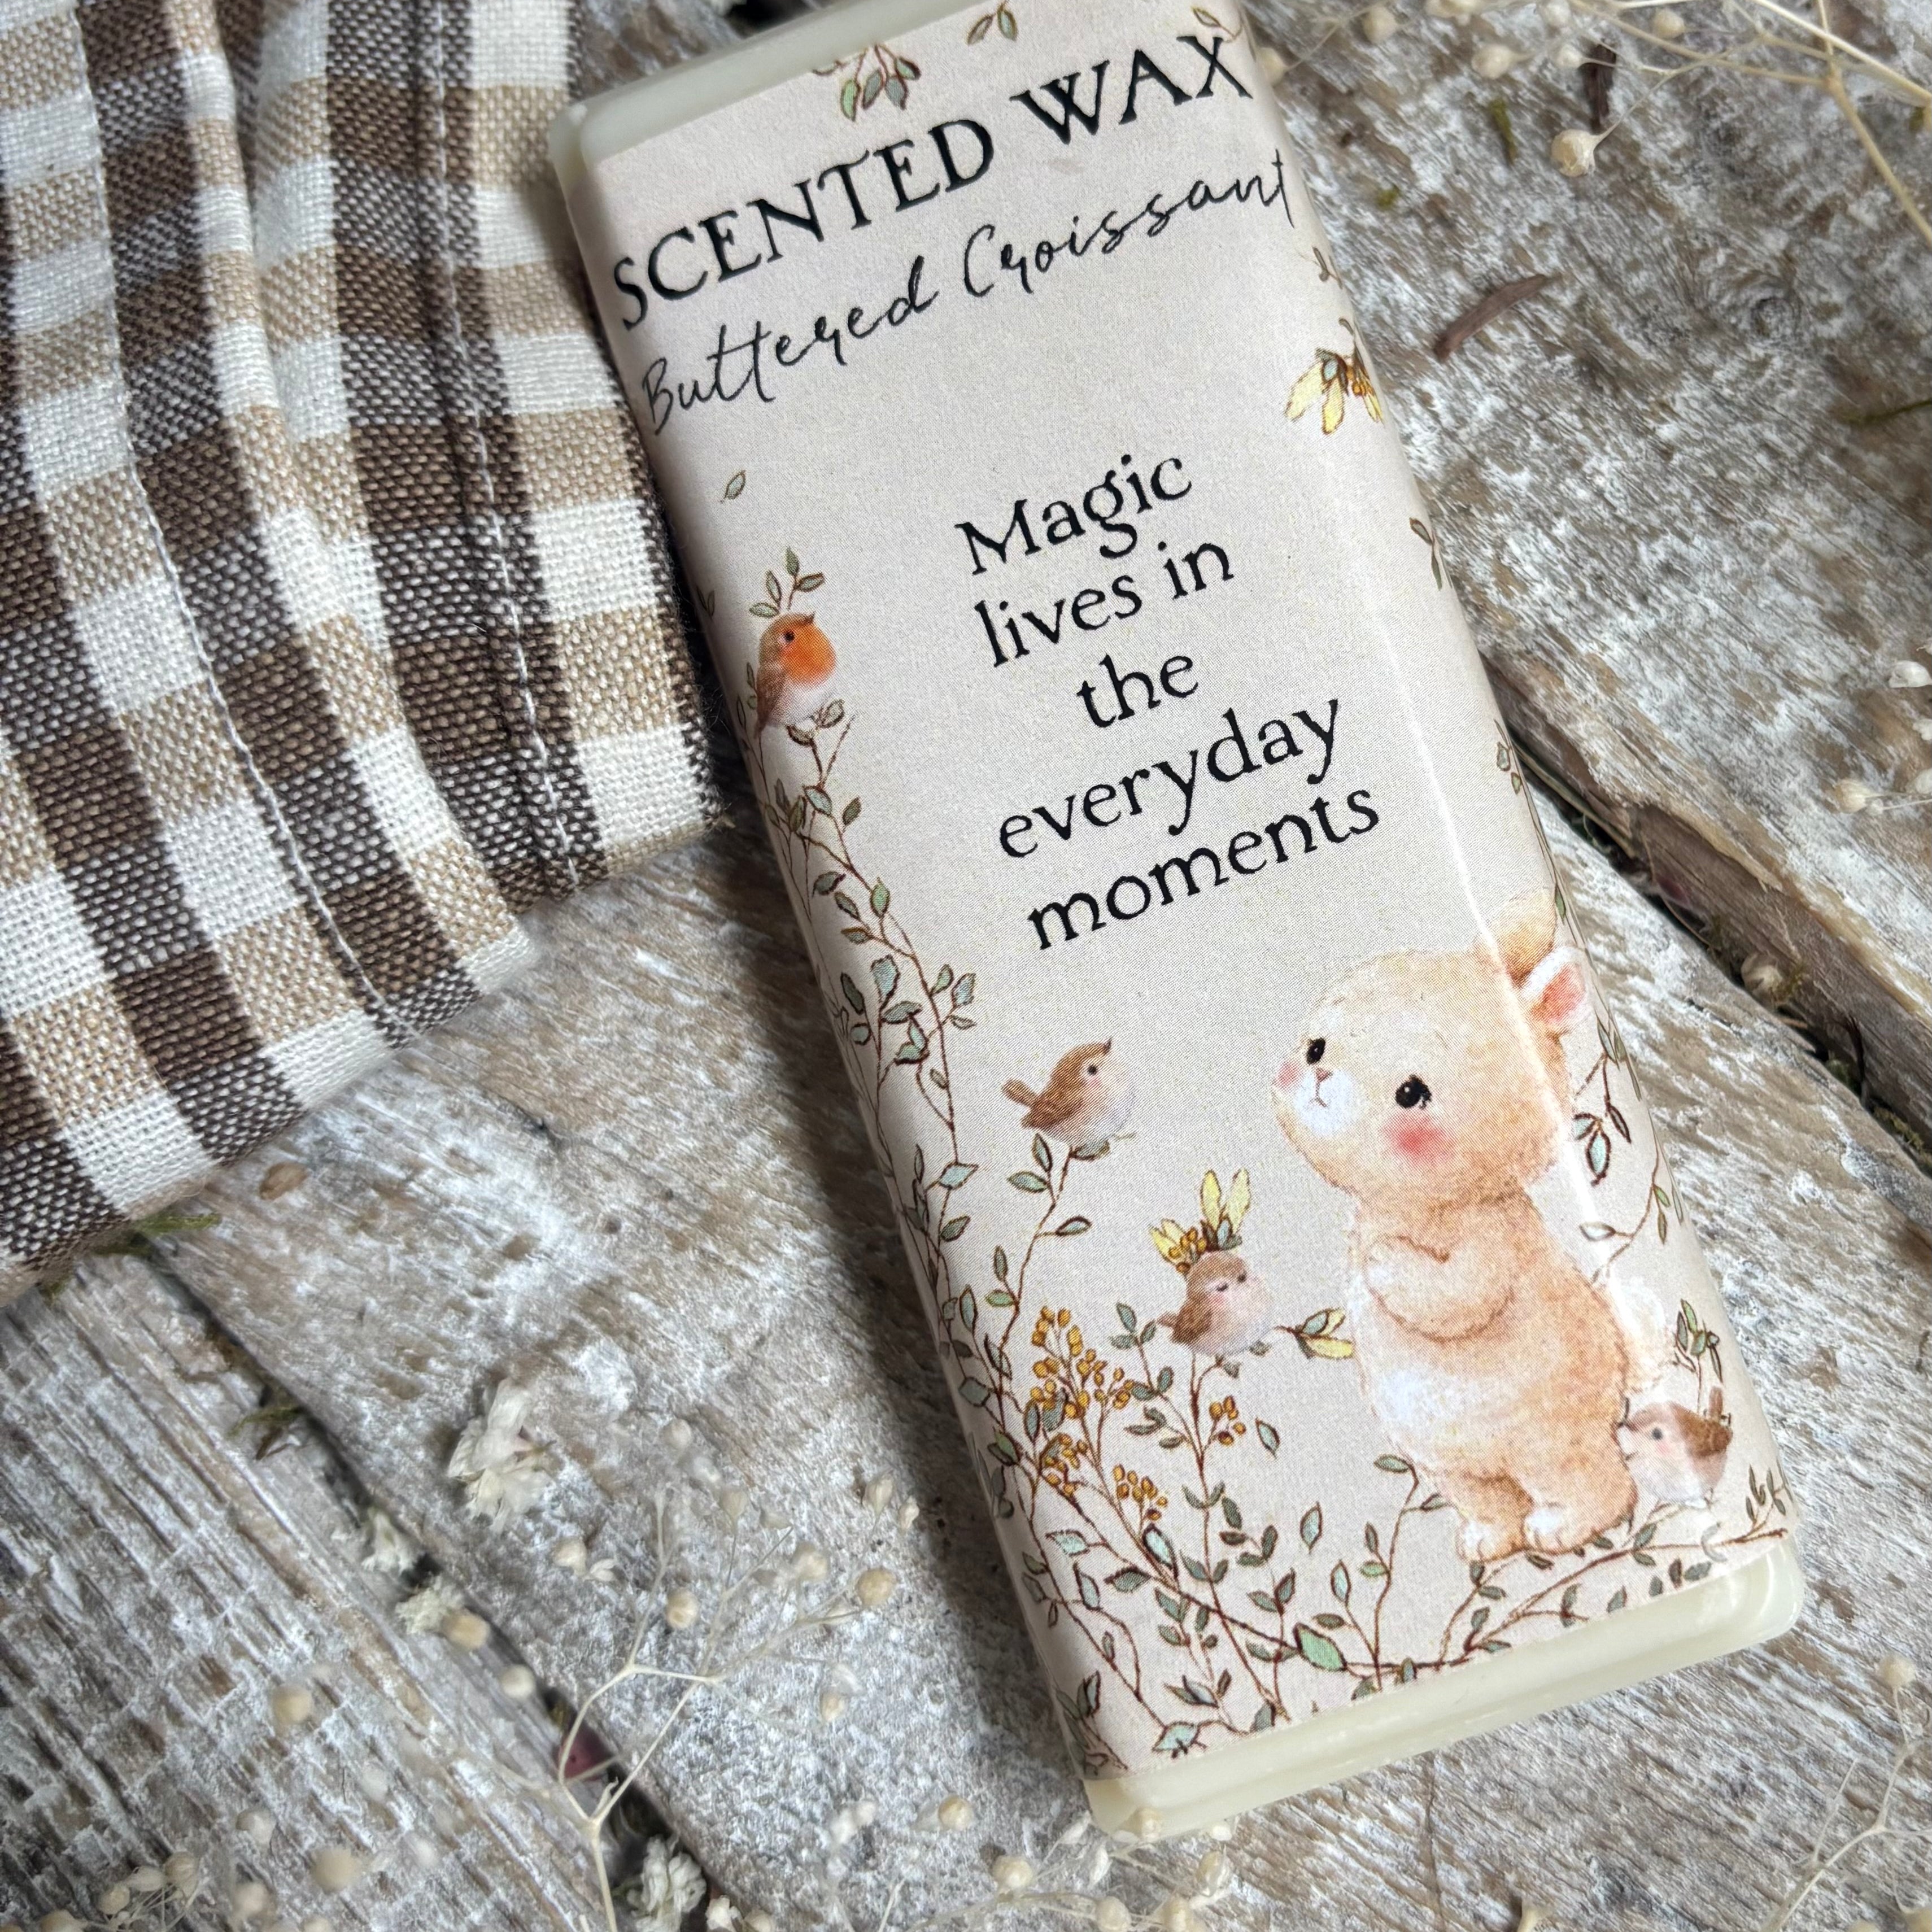 SCENTED WAX
Buttered Croissant
Magic
lives in
the
everyday
moments